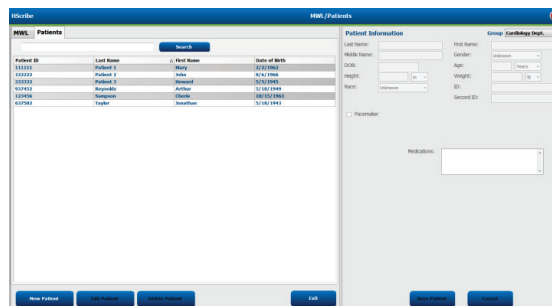 HScribe MWL/Patients
MWL Patients
Search
Patient ID Last Name First Name Date of Birth
111111 Patient 1 Mary 2/2/1962
222222 Patient 2 John 8/6/1966
333333 Patient 3 Howard 5/5/1945
937452 Reynolds Arthur 5/10/1949
123456 Sampson Cherie 10/15/1963
637583 Taylor Jonathan 5/18/1943
New Patient Edit Patient Delete Patient Exit
Patient Information Group Cardiology Dept.
Last Name: First Name:
Middle Name: Gender: Unknown
DOB: Age: Years
Height: in Weight: lb
Race: Unknown ID:
Second ID:
Pacemaker
Medications:
Save Patient Cancel